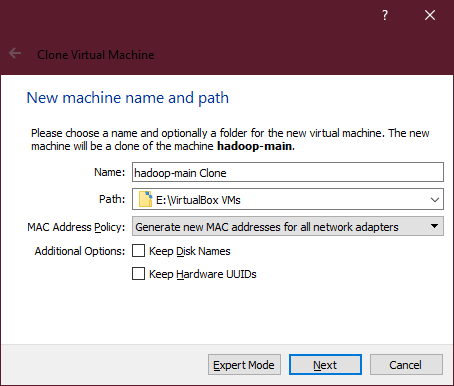 ?
Clone Virtual Machine
New machine name and path
Please choose a name and optionally a folder for the new virtual machine. The new
machine will be a clone of the machine hadoop-main.
Name: hadoop-main Clone
Path: E:\VirtualBox VMs
MAC Address Policy: Generate new MAC addresses for all network adapters
Additional Options: Keep Disk Names
Keep Hardware UUIDs
Expert Mode Next Cancel